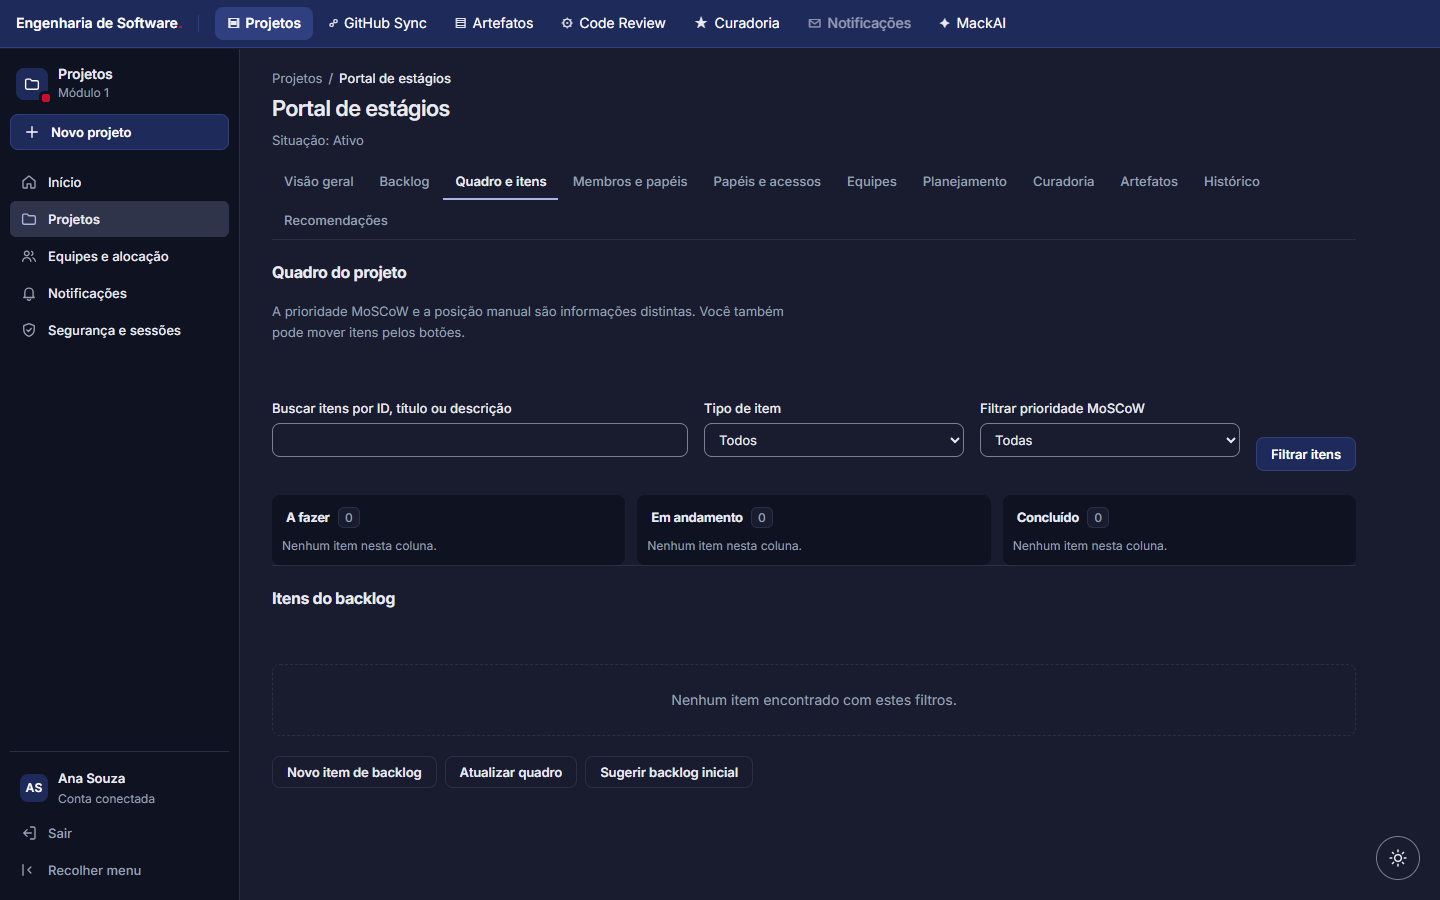 Engenharia de Software
Projetos
GitHub Sync
Artefatos
Code Review
Curadoria
Notificações
MackAI
Projetos
Módulo 1
Novo projeto
Início
Projetos
Equipes e alocação
Notificações
Segurança e sessões
AS
Ana Souza
Conta conectada
Sair
Recolher menu
Projetos / Portal de estágios
Portal de estágios
Situação: Ativo
Visão geral
Backlog
Quadro e itens
Membros e papéis
Papéis e acessos
Equipes
Planejamento
Curadoria
Artefatos
Histórico
Recomendações
Quadro do projeto
A prioridade MoSCoW e a posição manual são informações distintas. Você também
pode mover itens pelos botões.
Buscar itens por ID, título ou descrição
Tipo de item
Todos
Filtrar prioridade MoSCoW
Todas
Filtrar itens
A fazer 0
Nenhum item nesta coluna.
Em andamento 0
Nenhum item nesta coluna.
Concluído 0
Nenhum item nesta coluna.
Itens do backlog
Nenhum item encontrado com estes filtros.
Novo item de backlog
Atualizar quadro
Sugerir backlog inicial